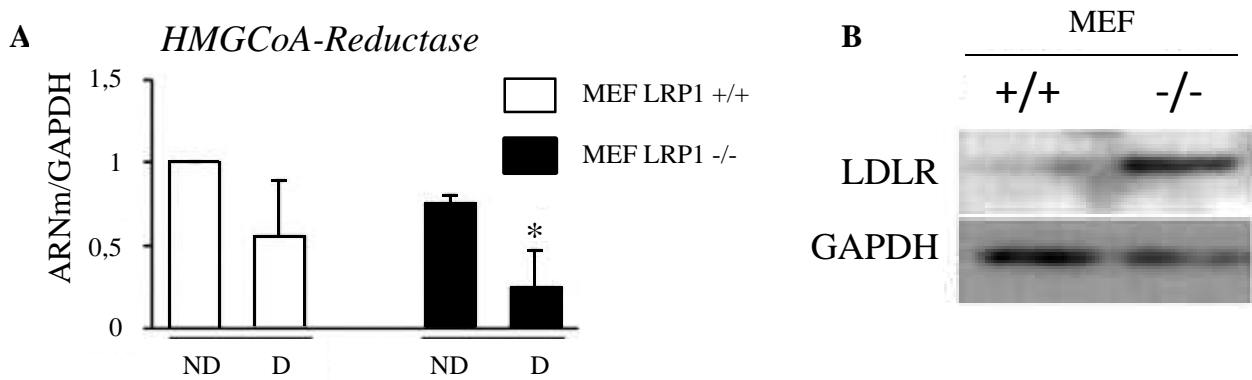 A
HMGCoA-Reductase
ARNm/GAPDH
1,5
1
0,5
0
*
ND
D
ND
D
MEF LRP1 +/+
MEF LRP1 -/-
B
MEF
+/+ -/-
LDLR
GAPDH